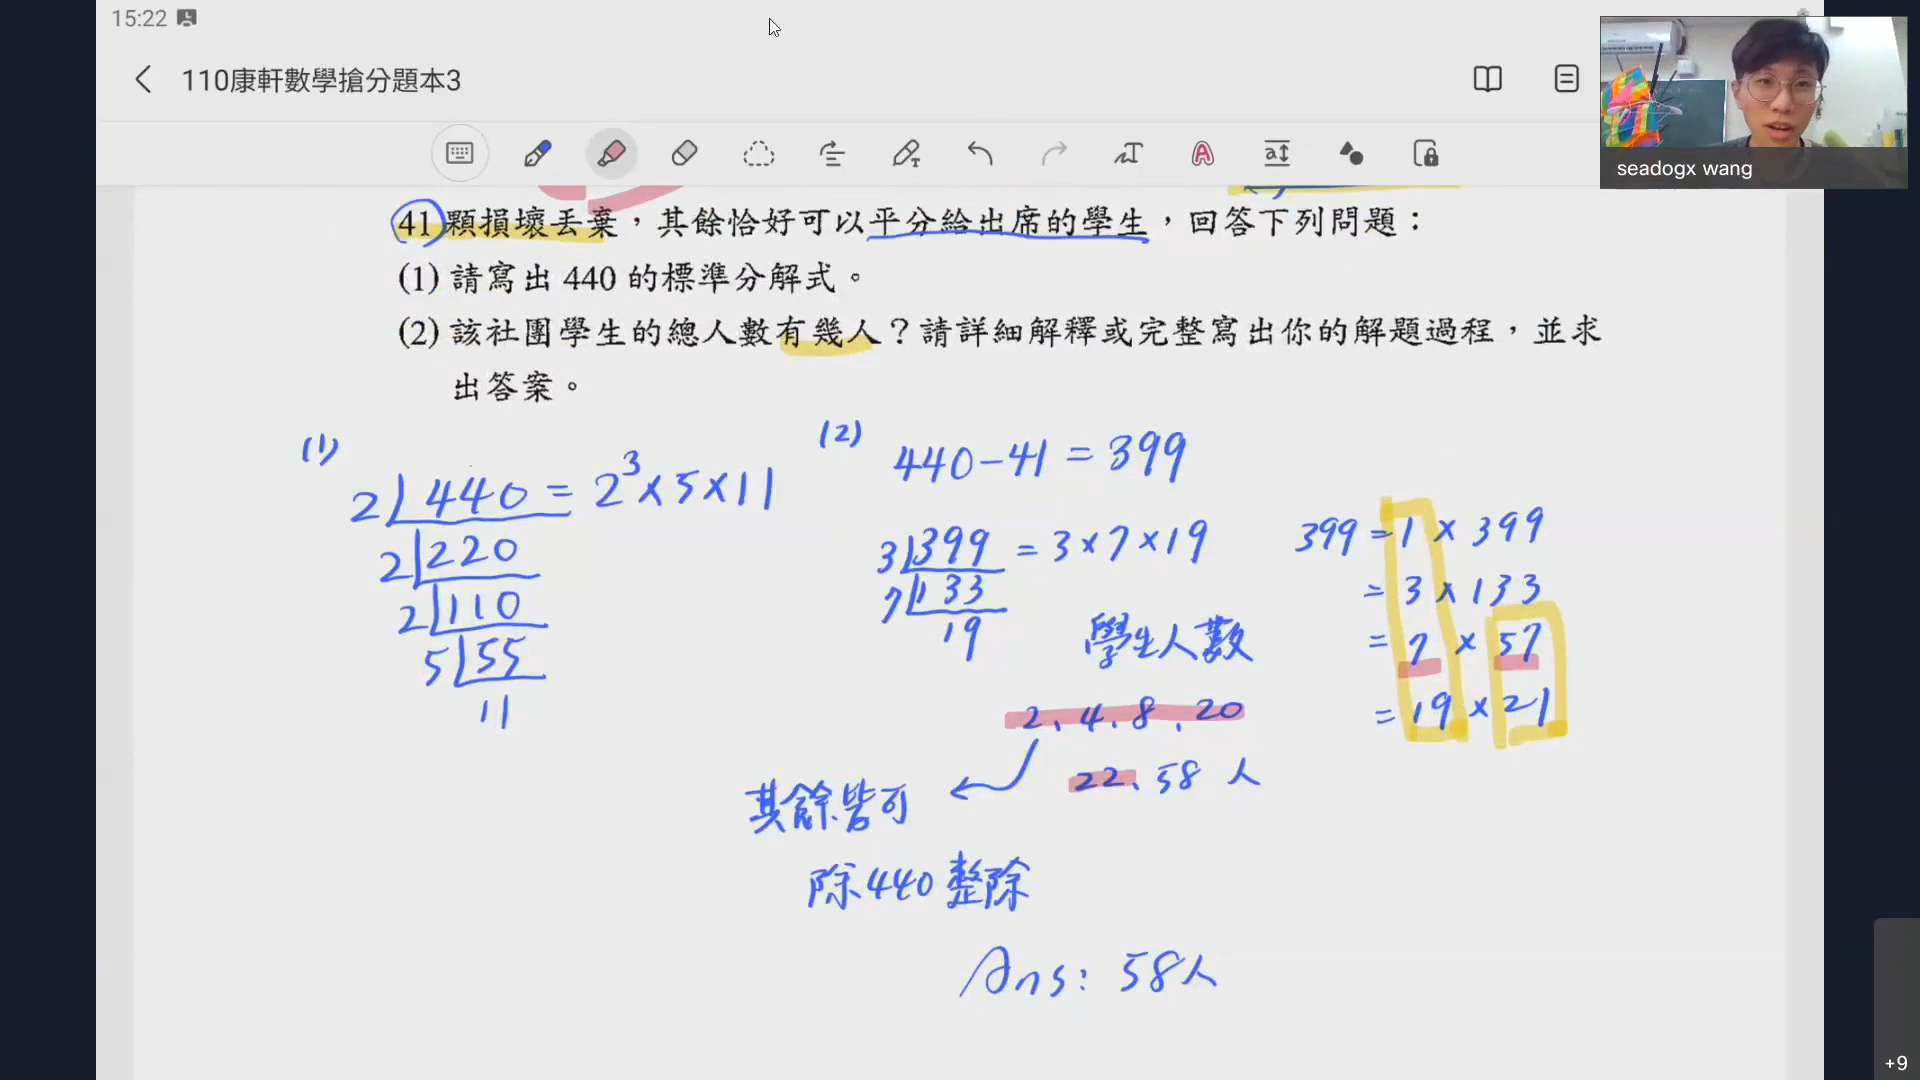 15:22
110康軒數學搶分題本3
seadogx wang
41 顆損壞丟棄，其餘恰好可以平分給出席的學生，回答下列問題：
(1) 請寫出 440 的標準分解式。
(2) 該社團學生的總人數有幾人？請詳細解釋或完整寫出你的解題過程，並求
出答案。
(1)
2 440 = 2³×5×11
2 220
2 110
5 55
11
(2)
440-41 = 399
3 399 = 3×7×19
7 133
19
學生人數
2、4、8、20
22、58 人
其餘皆可
除440整除
Ans: 58人
399 = 1 × 399
= 3 × 133
= 7 × 57
= 19 × 21
+9